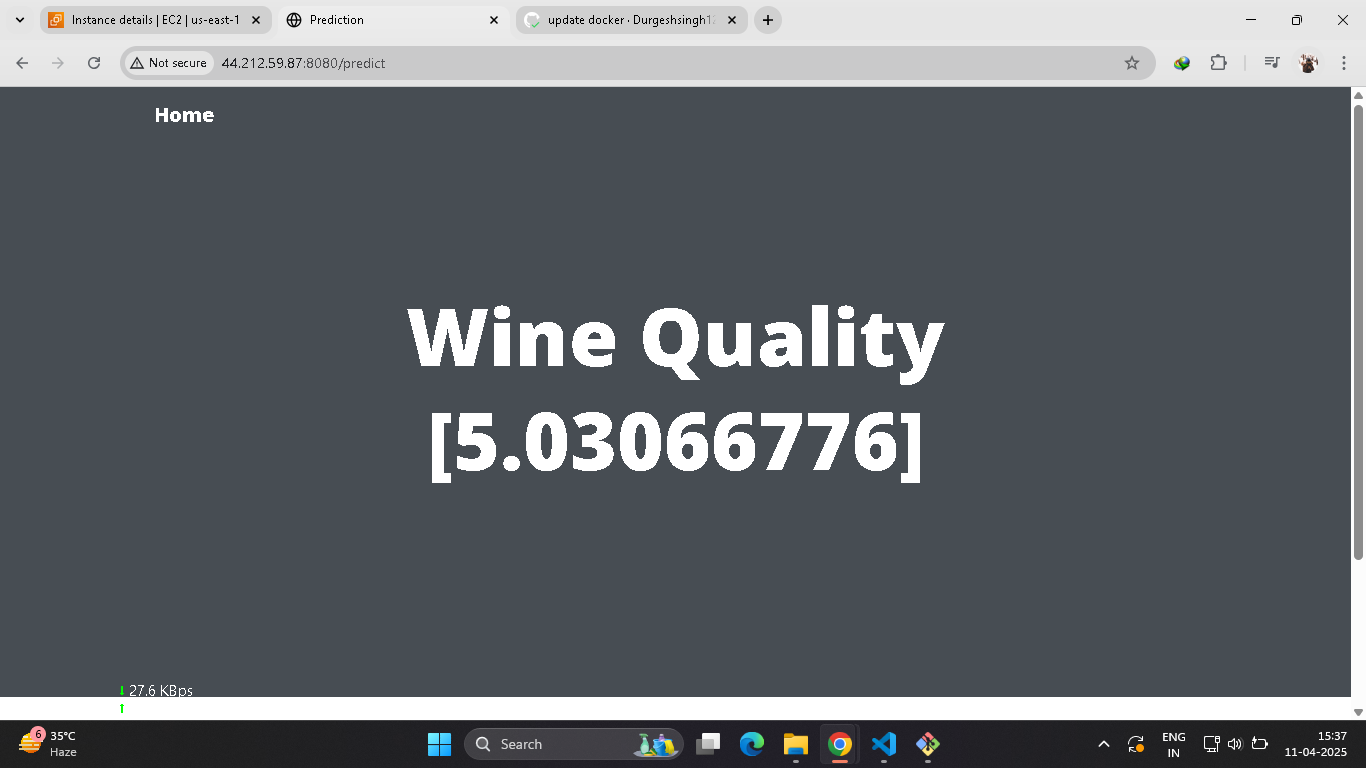 Instance details | EC2 | us-east-1
Prediction
update docker · Durgeshsingh12
Not secure
44.212.59.87:8080/predict
Home
Wine Quality
[5.03066776]
27.6 KBps
6
35°C
Haze
Search
ENG
IN
15:37
11-04-2025